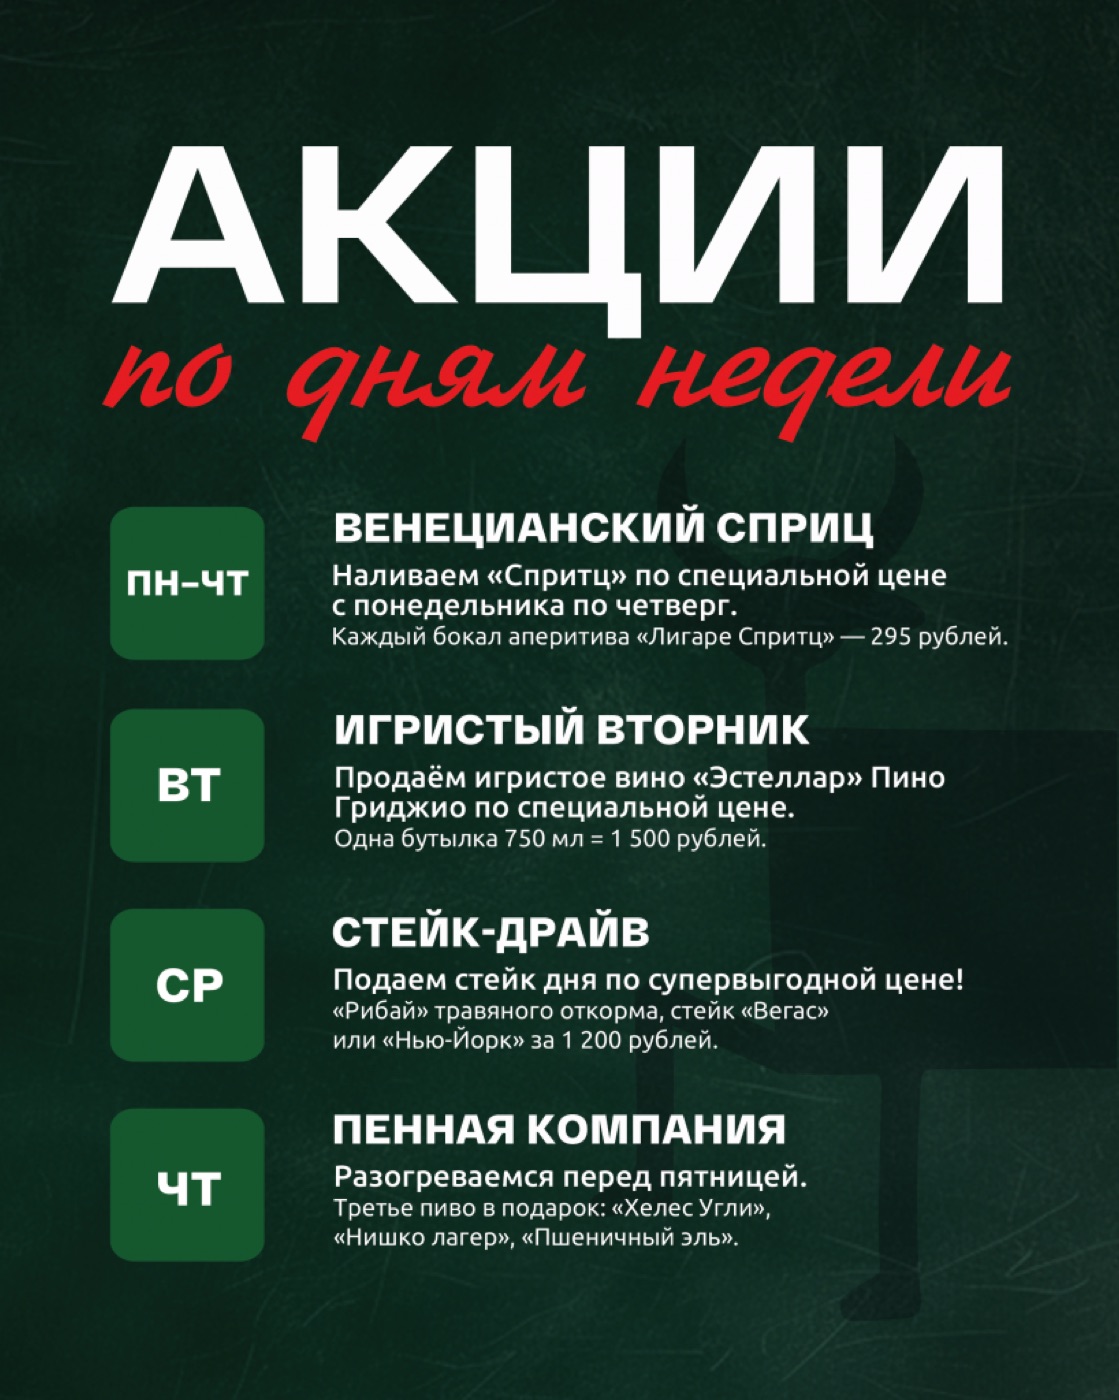 АКЦИИ
по дням недели
ПН–ЧТ
ВЕНЕЦИАНСКИЙ СПРИЦ
Наливаем «Спритц» по специальной цене
с понедельника по четверг.
Каждый бокал аперитива «Лигаре Спритц» — 295 рублей.
ВТ
ИГРИСТЫЙ ВТОРНИК
Продаём игристое вино «Эстеллар» Пино
Гриджио по специальной цене.
Одна бутылка 750 мл = 1 500 рублей.
СР
СТЕЙК-ДРАЙВ
Подаем стейк дня по супервыгодной цене!
«Рибай» травяного откорма, стейк «Вегас»
или «Нью-Йорк» за 1 200 рублей.
ЧТ
ПЕННАЯ КОМПАНИЯ
Разогреваемся перед пятницей.
Третье пиво в подарок: «Хелес Угли»,
«Нишко лагер», «Пшеничный эль».